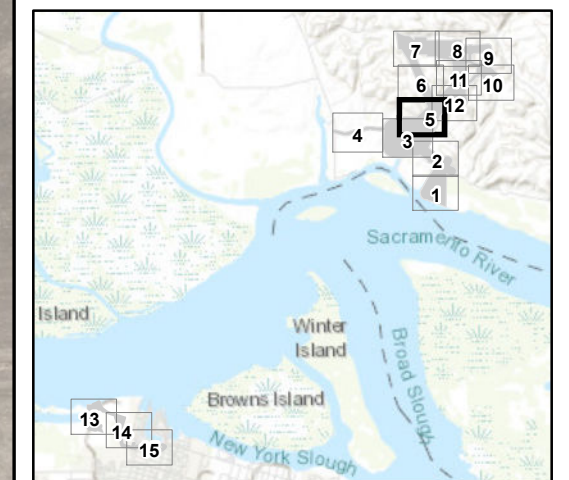 7 8 9
6 11 10
12
5
4 3
2
1
Sacramento River
Island
Winter
Island
Broad Slough
Browns Island
13
14
15
New York Slough